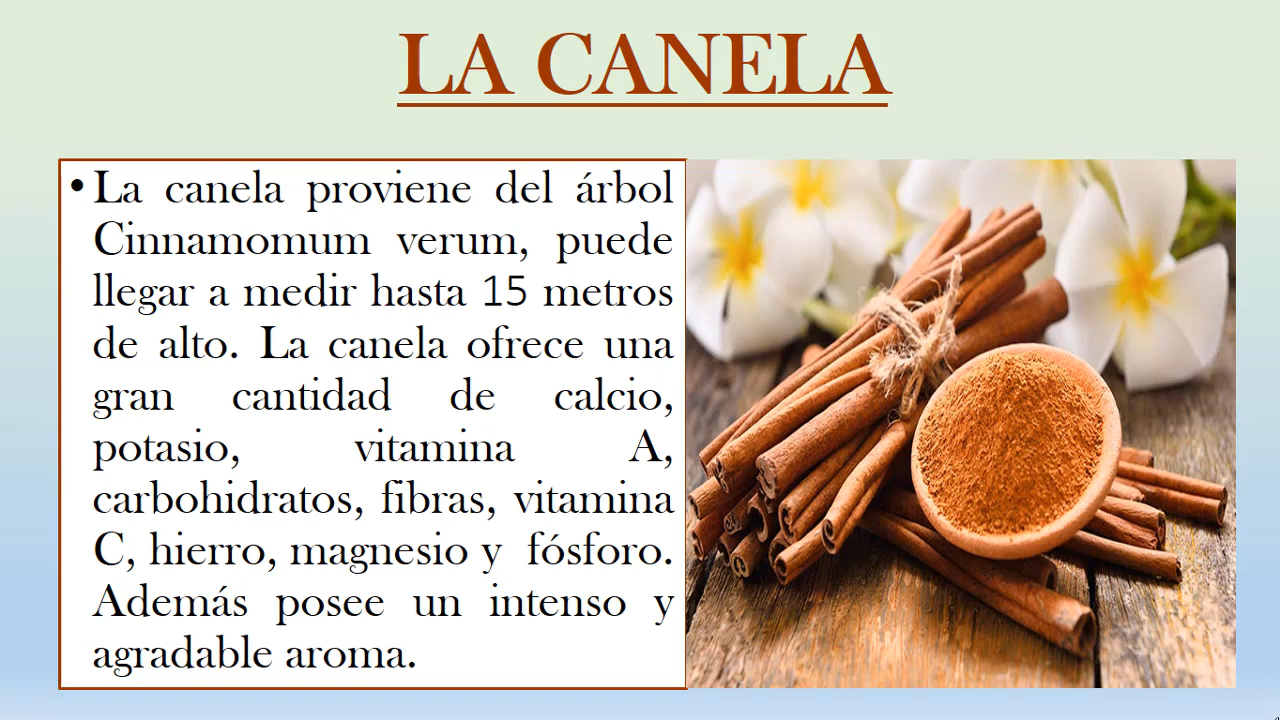 LA CANELA
• La canela proviene del árbol
Cinnamomum verum, puede
llegar a medir hasta 15 metros
de alto. La canela ofrece una
gran cantidad de calcio,
potasio, vitamina A,
carbohidratos, fibras, vitamina
C, hierro, magnesio y fósforo.
Además posee un intenso y
agradable aroma.